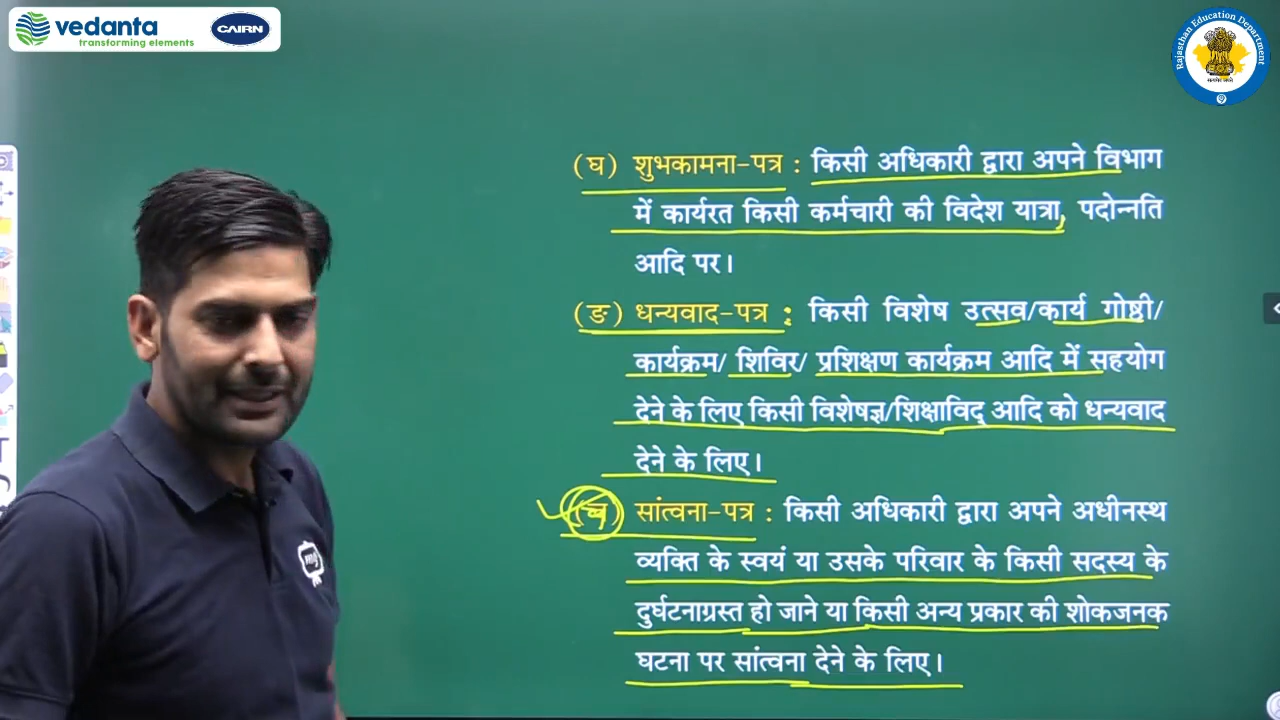 vedanta
transforming elements
CAIRN
Rajasthan Education Department
(घ) शुभकामना-पत्र : किसी अधिकारी द्वारा अपने विभाग
में कार्यरत किसी कर्मचारी की विदेश यात्रा, पदोन्नति
आदि पर।
(ङ) धन्यवाद-पत्र : किसी विशेष उत्सव/कार्य गोष्ठी/
कार्यक्रम/ शिविर/ प्रशिक्षण कार्यक्रम आदि में सहयोग
देने के लिए किसी विशेषज्ञ/शिक्षाविद् आदि को धन्यवाद
देने के लिए।
(च) सांत्वना-पत्र : किसी अधिकारी द्वारा अपने अधीनस्थ
व्यक्ति के स्वयं या उसके परिवार के किसी सदस्य के
दुर्घटनाग्रस्त हो जाने या किसी अन्य प्रकार की शोकजनक
घटना पर सांत्वना देने के लिए।